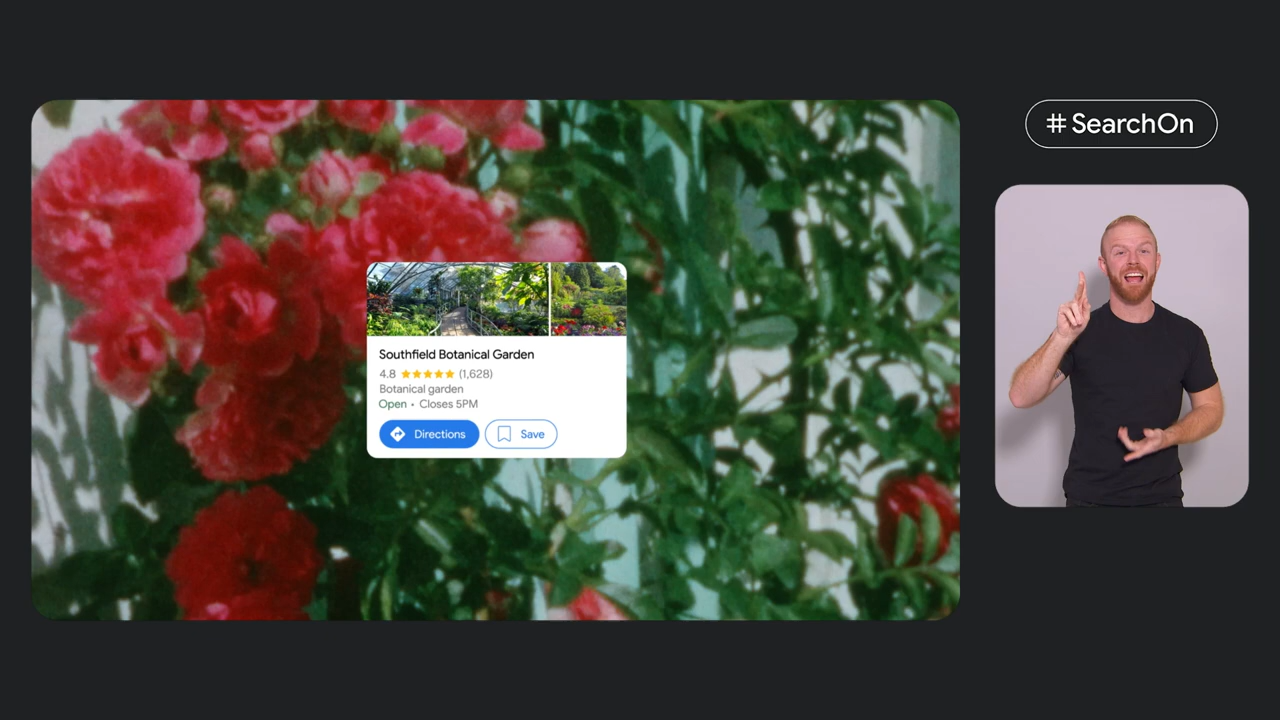 #SearchOn
Southfield Botanical Garden
4.8 ★★★★★ (1,628)
Botanical garden
Open • Closes 5PM
Directions
Save